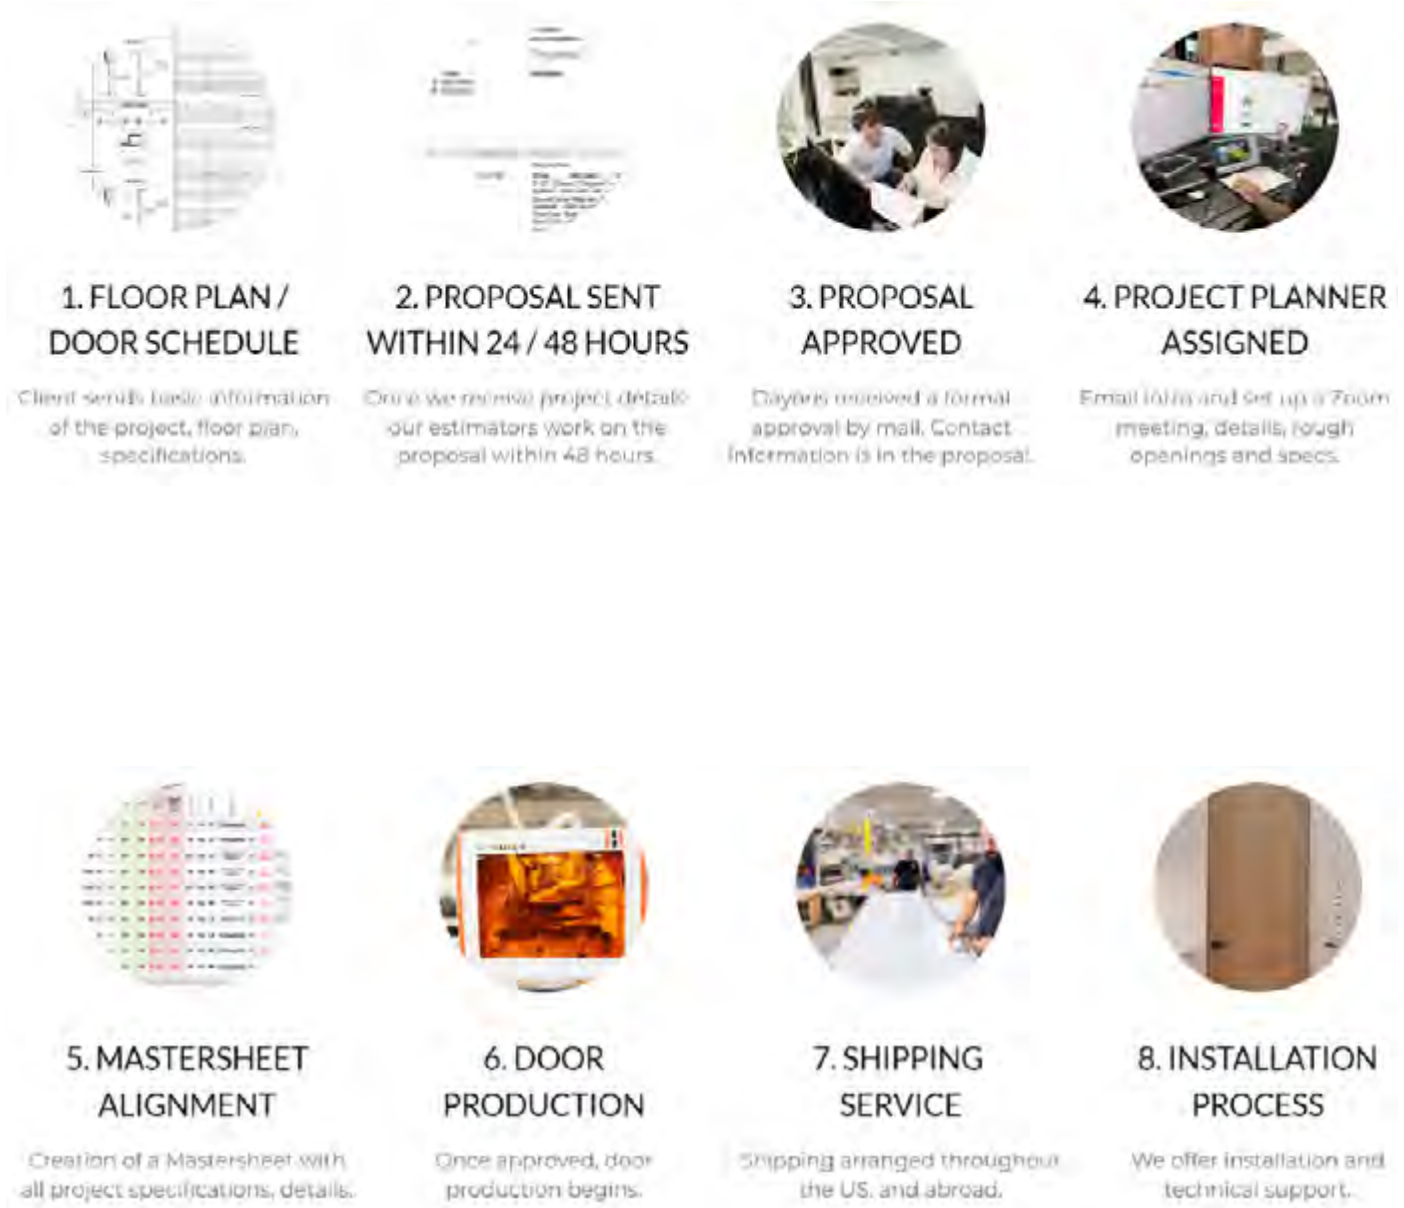 1. FLOOR PLAN /
DOOR SCHEDULE
Client sends basic information
of the project, floor plan,
specifications.
2. PROPOSAL SENT
WITHIN 24 / 48 HOURS
Once we receive project details
our estimators work on the
proposal within 48 hours.
3. PROPOSAL
APPROVED
Dayoris received a formal
approval by mail. Contact
information is in the proposal.
4. PROJECT PLANNER
ASSIGNED
Email intro and set up a Zoom
meeting, details, rough
openings and specs.
5. MASTERSHEET
ALIGNMENT
Creation of a Mastersheet with
all project specifications, details.
6. DOOR
PRODUCTION
Once approved, door
production begins.
7. SHIPPING
SERVICE
Shipping arranged throughout
the US, and abroad.
8. INSTALLATION
PROCESS
We offer installation and
technical support.